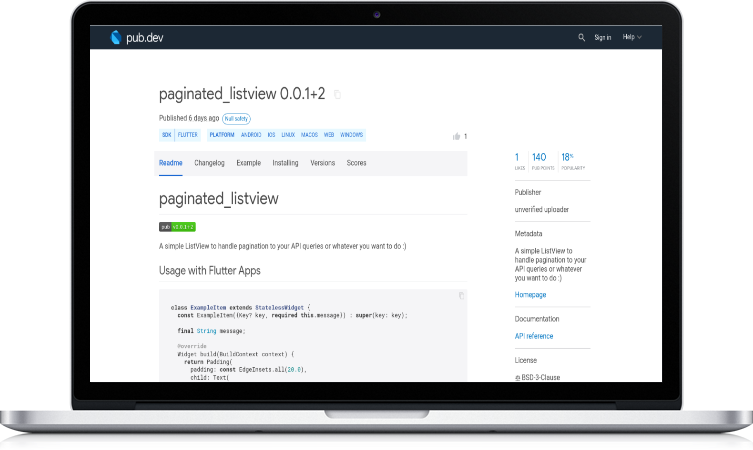 pub.dev
Sign in
Help
paginated_listview 0.0.1+2
Published 6 days ago
Null safety
SDK
FLUTTER
PLATFORM
ANDROID
IOS
LINUX
MACOS
WEB
WINDOWS
1
Readme
Changelog
Example
Installing
Versions
Scores
paginated_listview
pub v0.0.1+2
A simple ListView to handle pagination to your API queries or whatever you want to do :)
Usage with Flutter Apps
class ExampleItem extends StatelessWidget {
const ExampleItem({Key? key, required this.message}) : super(key: key);
final String message;
@override
Widget build(BuildContext context) {
return Padding(
padding: const EdgeInsets.all(20.0),
child: Text(
1
140
18%
LIKES
PUB POINTS
POPULARITY
Publisher
unverified uploader
Metadata
A simple ListView to
handle pagination to your
API queries or whatever
you want to do :)
Homepage
Documentation
API reference
License
BSD-3-Clause